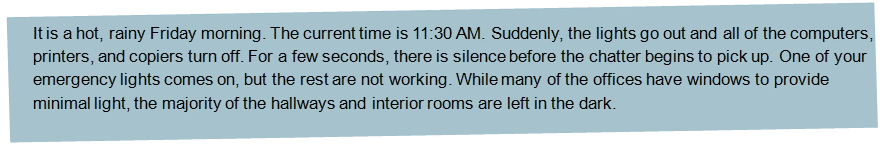 It is a hot, rainy Friday morning. The current time is 11:30 AM. Suddenly, the lights go out and all of the computers,
printers, and copiers turn off. For a few seconds, there is silence before the chatter begins to pick up. One of your
emergency lights comes on, but the rest are not working. While many of the offices have windows to provide
minimal light, the majority of the hallways and interior rooms are left in the dark.